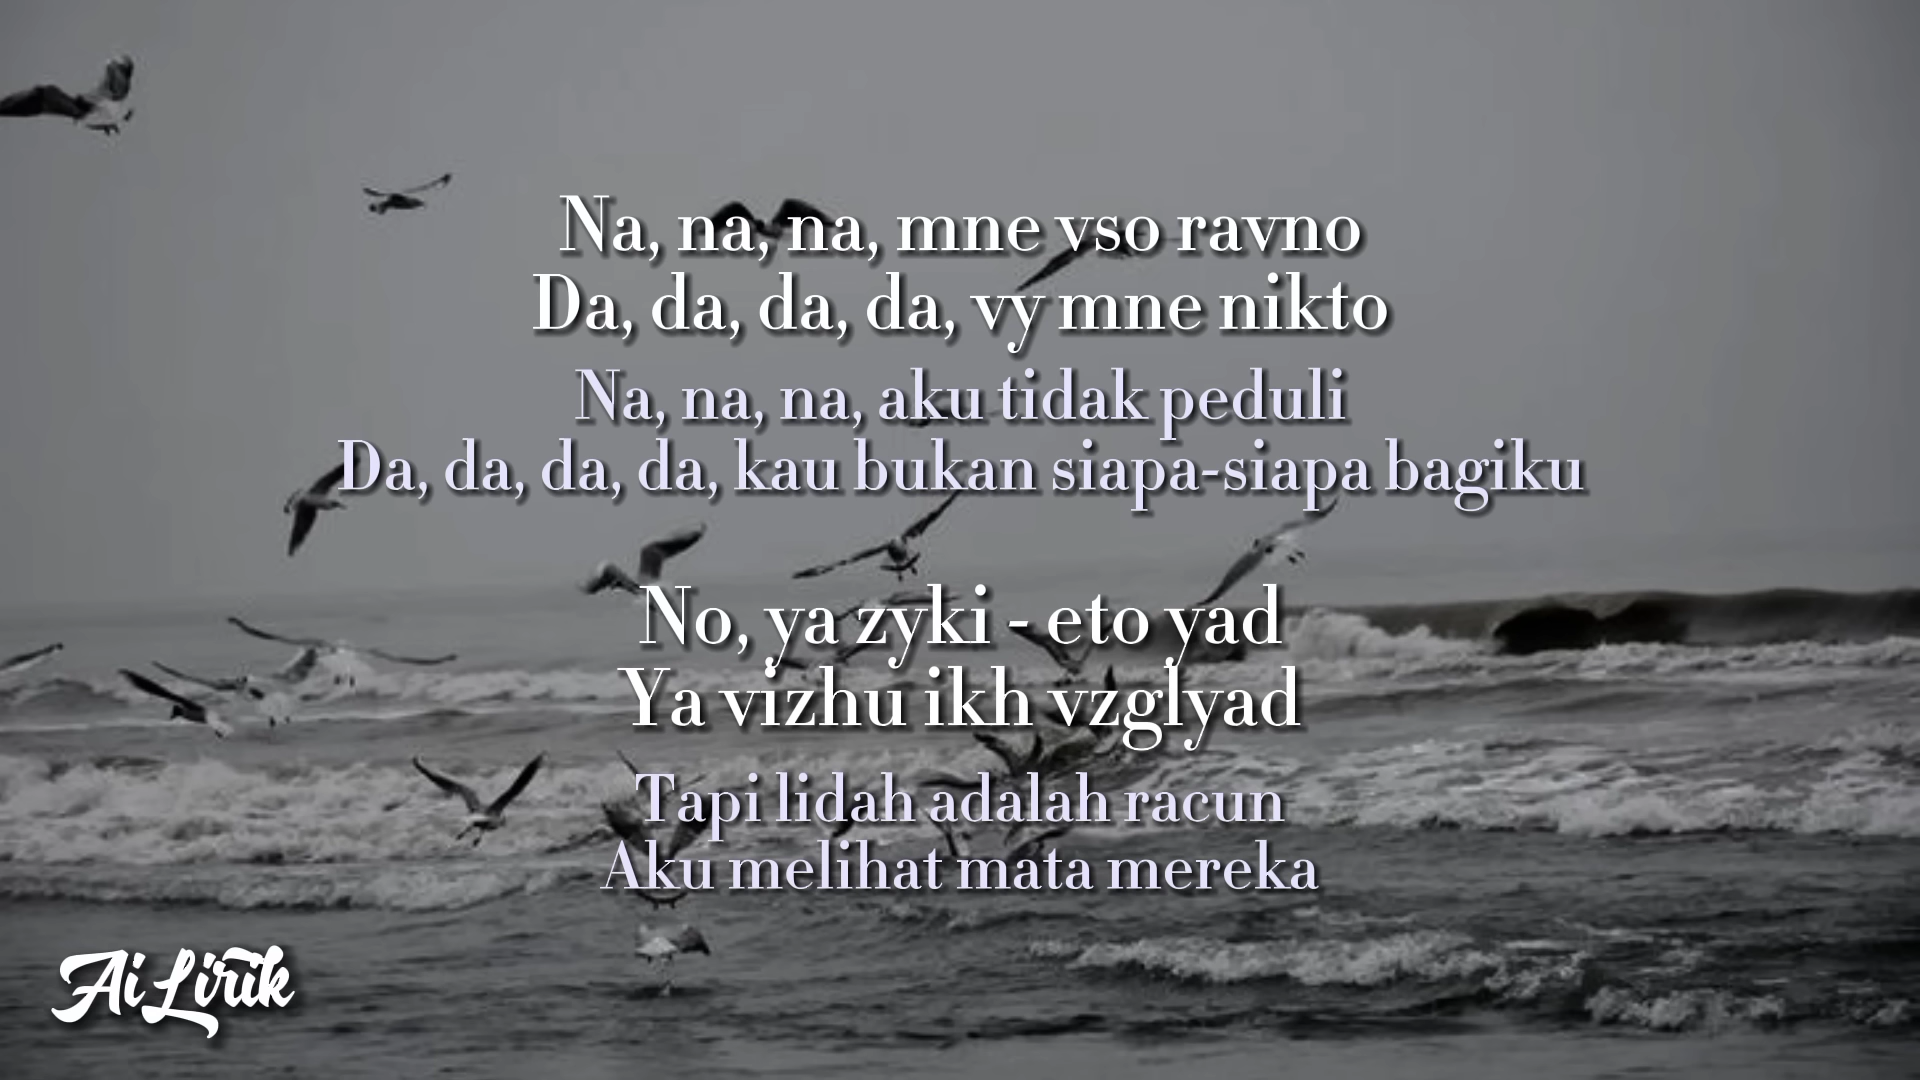 Na, na, na, mne vso ravno
Da, da, da, da, vy mne nikto
Na, na, na, aku tidak peduli
Da, da, da, da, kau bukan siapa-siapa bagiku
No, ya zyki - eto yad
Ya vizhu ikh vzglyad
Tapi lidah adalah racun
Aku melihat mata mereka
Ai Lirik